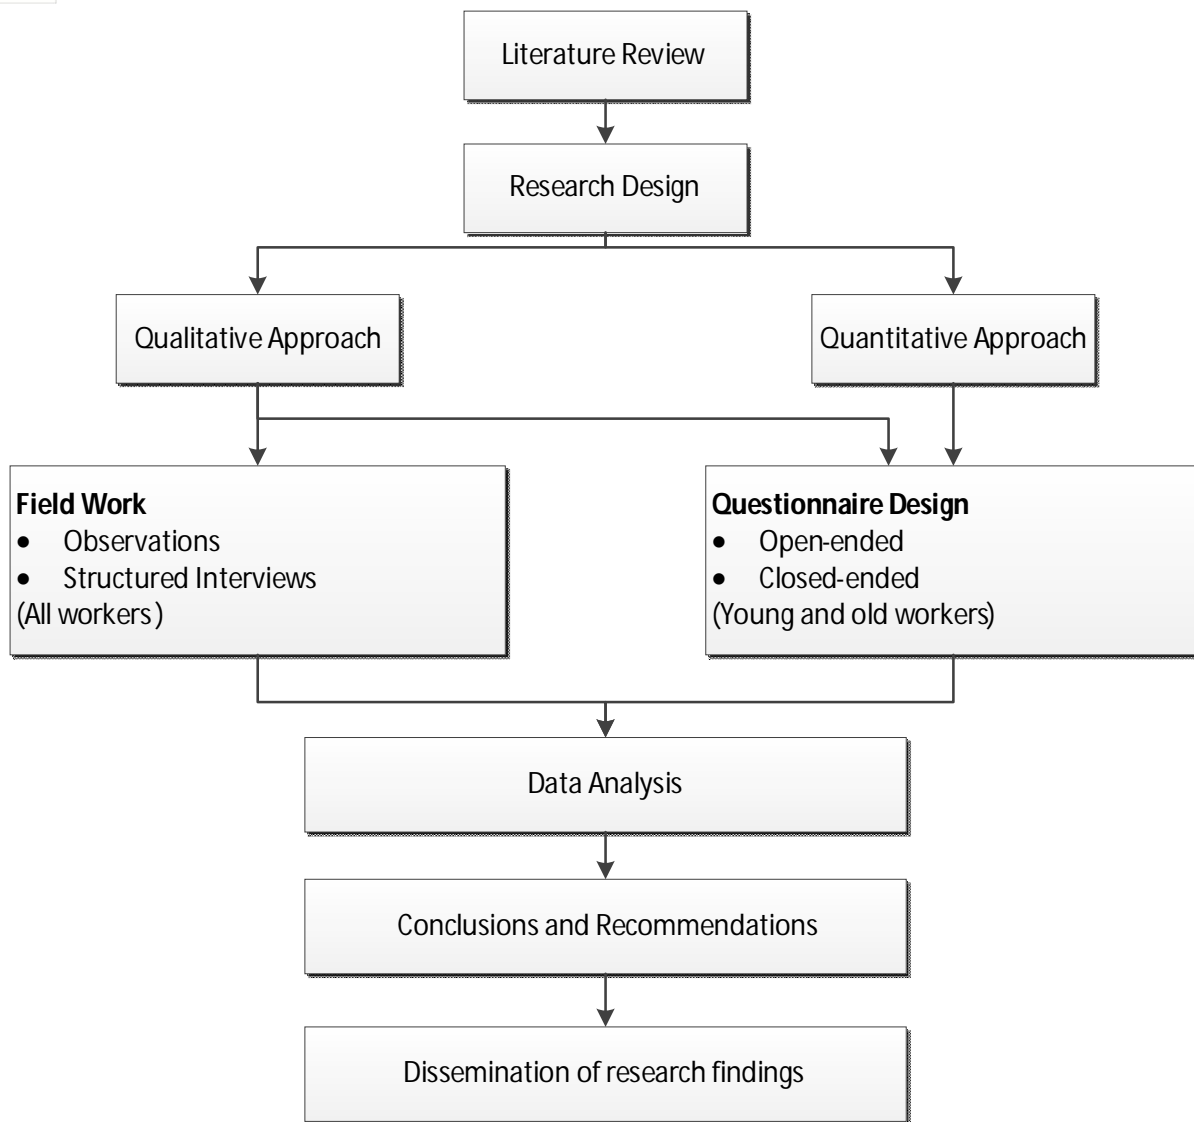 Literature Review
Research Design
Qualitative Approach
Quantitative Approach
Field Work
• Observations
• Structured Interviews
(All workers)
Questionnaire Design
• Open-ended
• Closed-ended
(Young and old workers)
Data Analysis
Conclusions and Recommendations
Dissemination of research findings